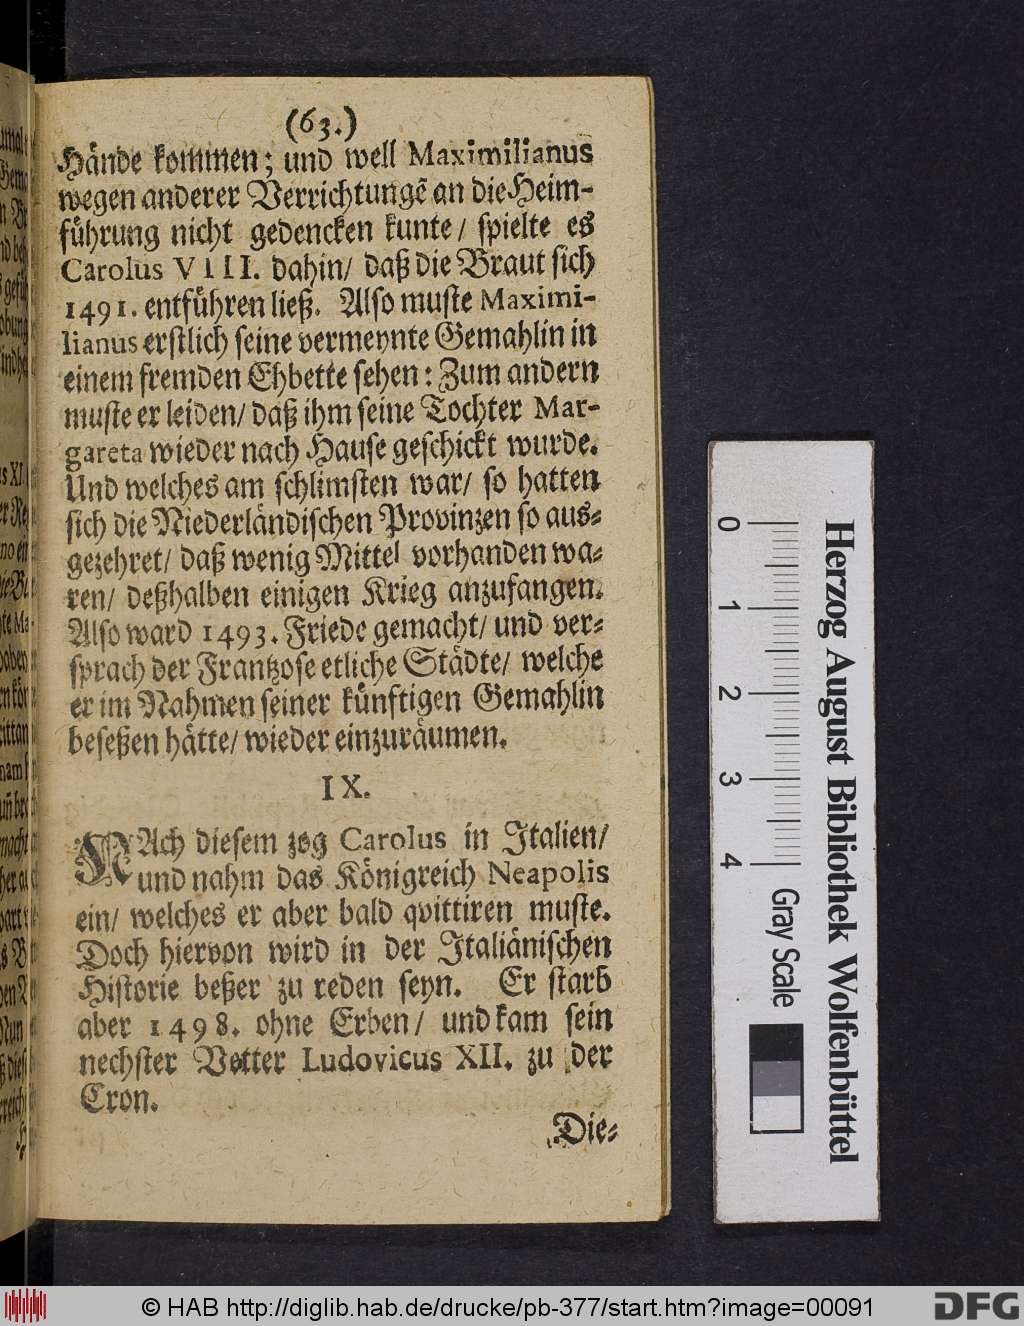 (63.)
Hände kommen; und weil Maximilianus
wegen anderer Verrichtungē an die Heim-
führung nicht gedencken kunte/ spielte es
Carolus VIII. dahin/ daß die Braut sich
1491. entführen ließ. Also muste Maximi-
lianus erstlich seine vermeynte Gemahlin in
einem fremden Ehbette sehen: Zum andern
muste er leiden/ daß ihm seine Tochter Mar-
gareta wieder nach Hause geschickt wurde.
Und welches am schlimsten war/ so hatten
sich die Niederländischen Provinzen so aus-
gezehret/ daß wenig Mittel vorhanden wa-
ren/ deßhalben einigen Krieg anzufangen.
Also ward 1493. Friede gemacht/ und ver-
sprach der Frantzose etliche Städte/ welche
er im Nahmen seiner künftigen Gemahlin
beseßen hätte/ wieder einzuräumen.
IX.
NAch diesem zog Carolus in Italien/
und nahm das Königreich Neapolis
ein/ welches er aber bald qvittiren muste.
Doch hiervon wird in der Italiänischen
Historie beßer zu reden seyn. Er starb
aber 1498. ohne Erben/ und kam sein
nechster Vetter Ludovicus XII. zu der
Cron.
Die-
0 1 2 3 4
Gray Scale
Herzog August Bibliothek Wolfenbüttel
© HAB http://diglib.hab.de/drucke/pb-377/start.htm?image=00091
DFG